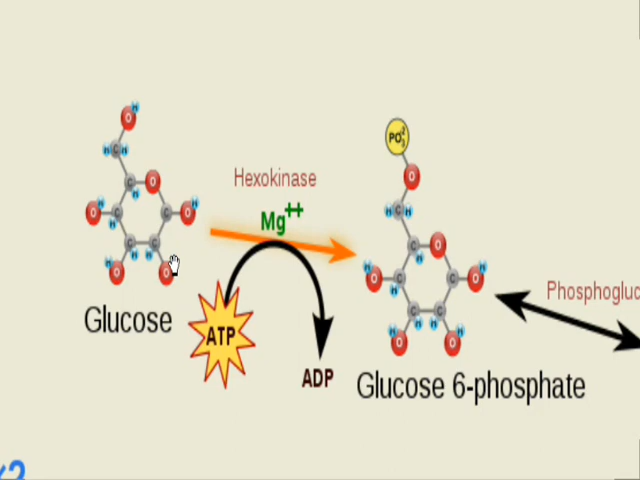 Hexokinase
Mg++
Glucose
ATP
ADP
Glucose 6-phosphate